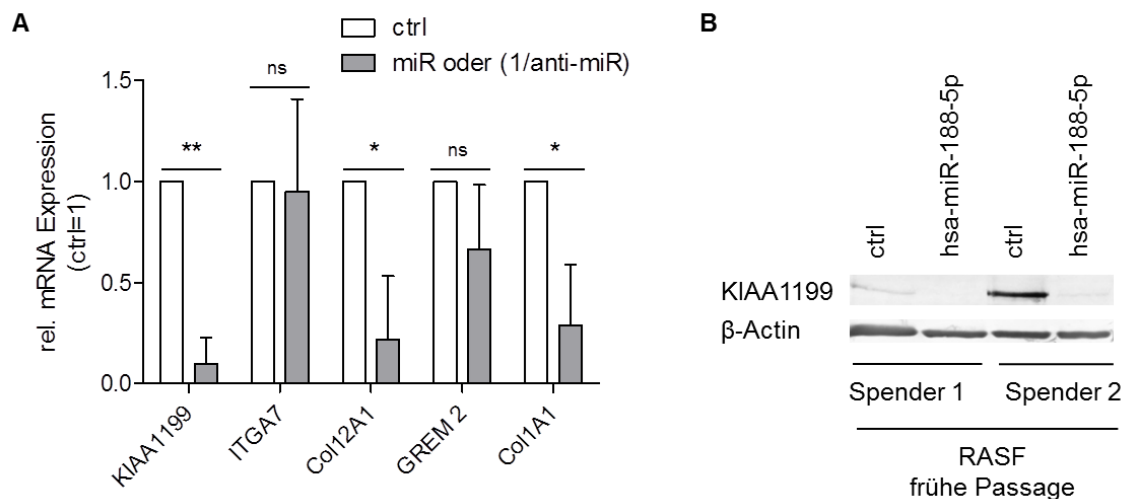 A
ctrl
miR oder (1/anti-miR)
rel. mRNA Expression
(ctrl=1)
1.5
1.0
0.5
0.0
**
ns
*
ns
*
KIAA1199
ITGA7
Col12A1
GREM 2
Col1A1
B
ctrl
hsa-miR-188-5p
ctrl
hsa-miR-188-5p
KIAA1199
β-Actin
Spender 1
Spender 2
RASF
frühe Passage